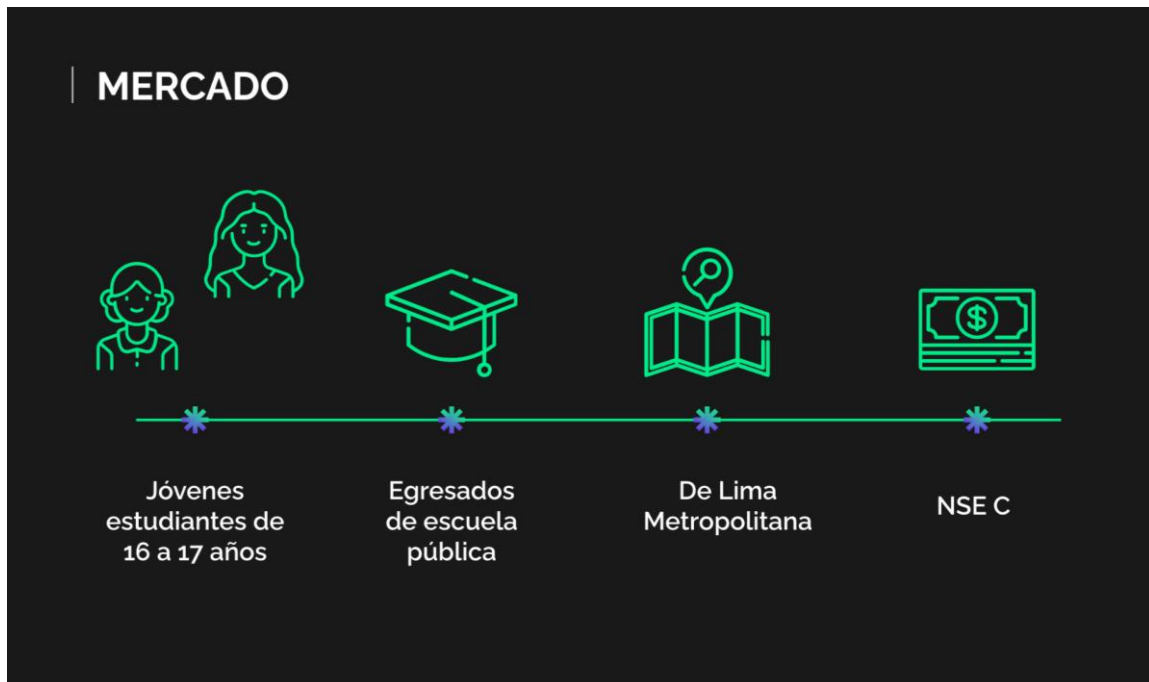 MERCADO
Jóvenes
estudiantes de
16 a 17 años
Egresados
de escuela
pública
De Lima
Metropolitana
NSE C